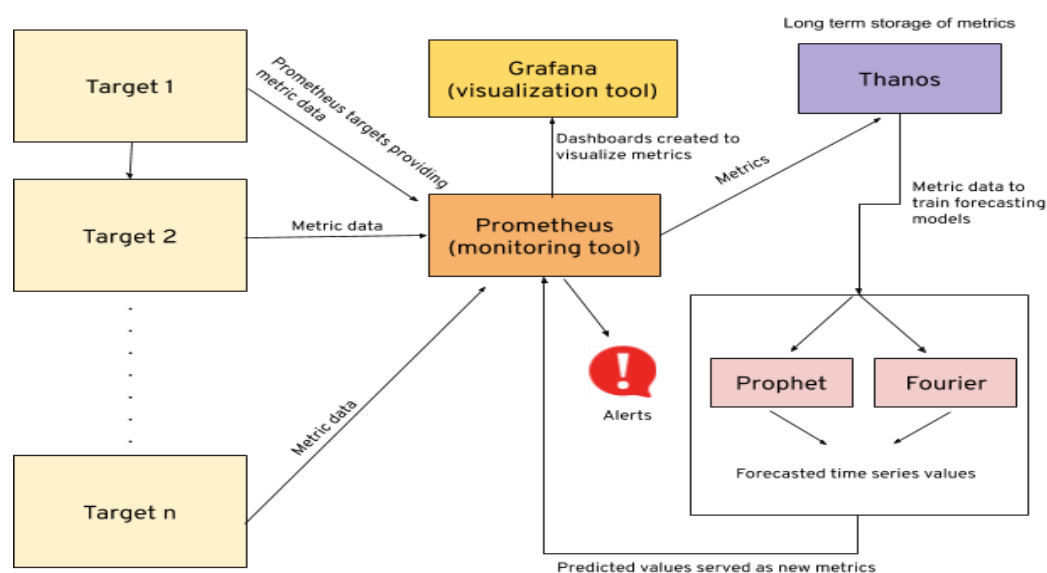 Long term storage of metrics
Target 1
Prometheus targets providing
metric data
Grafana
(visualization tool)
Thanos
Dashboards created to
visualize metrics
Metrics
Metric data to
train forecasting
models
Target 2
Metric data
Prometheus
(monitoring tool)
Alerts
Prophet
Fourier
Metric data
Forecasted time series values
Target n
Predicted values served as new metrics